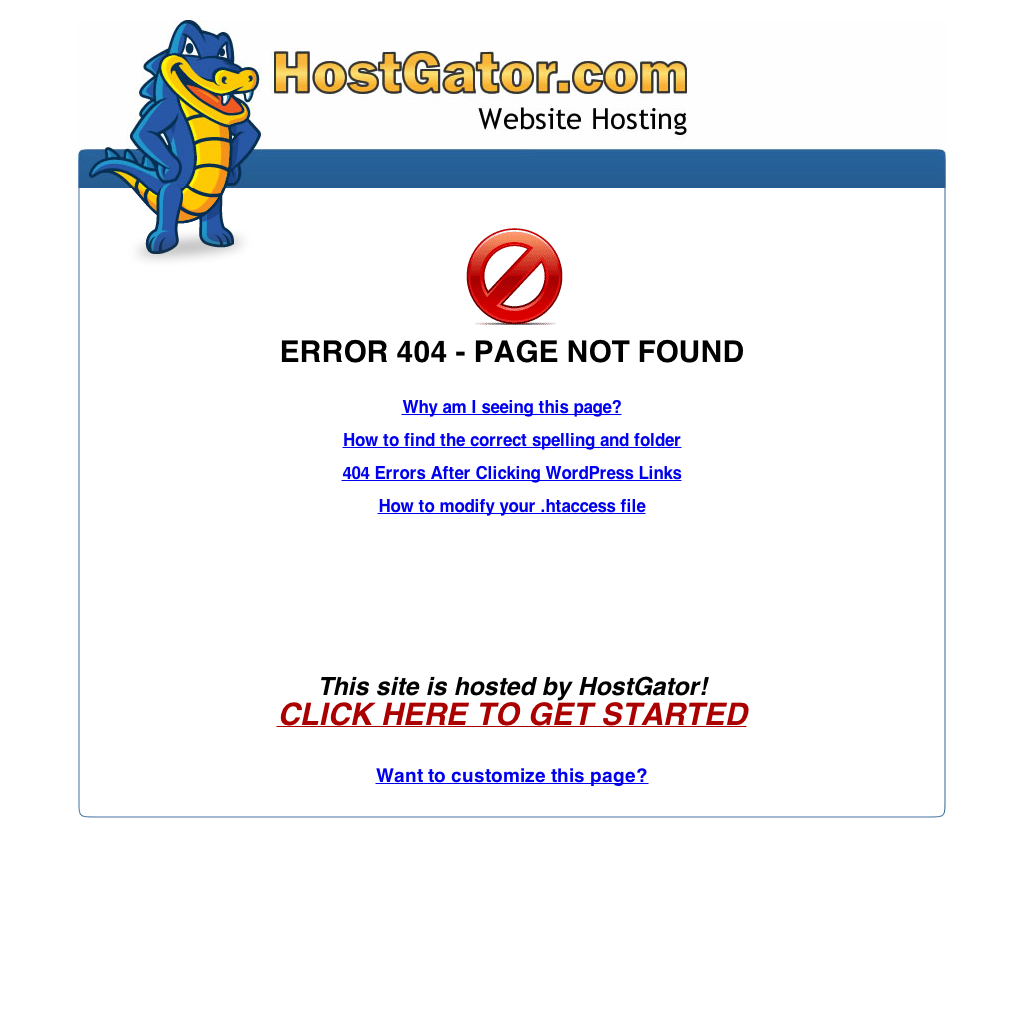 HostGator.com
Website Hosting
ERROR 404 - PAGE NOT FOUND
Why am I seeing this page?
How to find the correct spelling and folder
404 Errors After Clicking WordPress Links
How to modify your .htaccess file
This site is hosted by HostGator!
CLICK HERE TO GET STARTED
Want to customize this page?